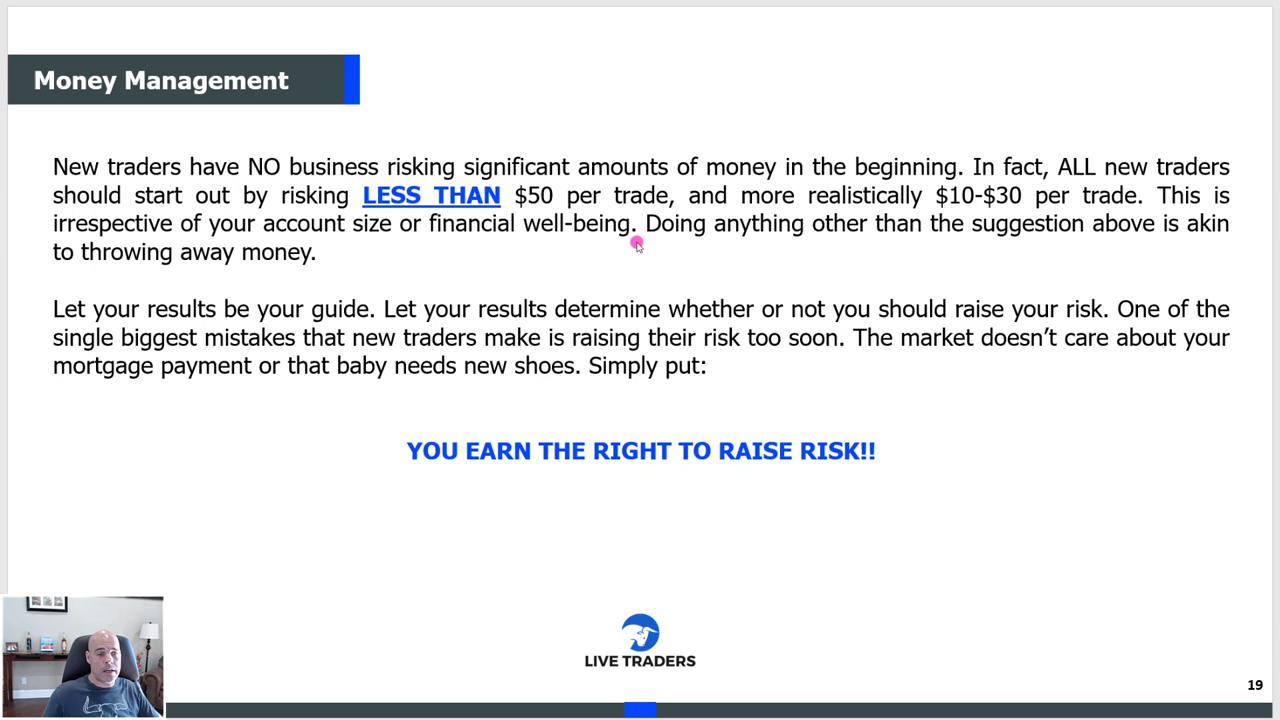 Money Management
New traders have NO business risking significant amounts of money in the beginning. In fact, ALL new traders
should start out by risking LESS THAN $50 per trade, and more realistically $10-$30 per trade. This is
irrespective of your account size or financial well-being. Doing anything other than the suggestion above is akin
to throwing away money.
Let your results be your guide. Let your results determine whether or not you should raise your risk. One of the
single biggest mistakes that new traders make is raising their risk too soon. The market doesn’t care about your
mortgage payment or that baby needs new shoes. Simply put:
YOU EARN THE RIGHT TO RAISE RISK!!
LIVE TRADERS
19